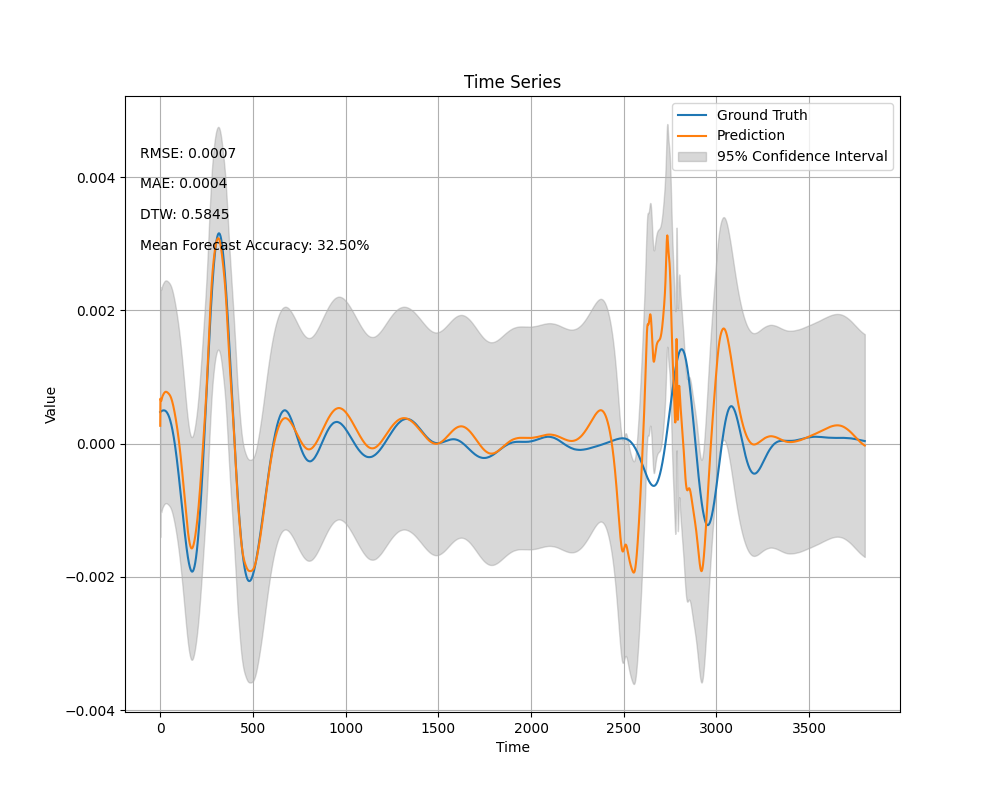 Time Series
Ground Truth
Prediction
95% Confidence Interval
RMSE: 0.0007
MAE: 0.0004
DTW: 0.5845
Mean Forecast Accuracy: 32.50%
Value
0.004
0.002
0.000
−0.002
−0.004
0 500 1000 1500 2000 2500 3000 3500
Time